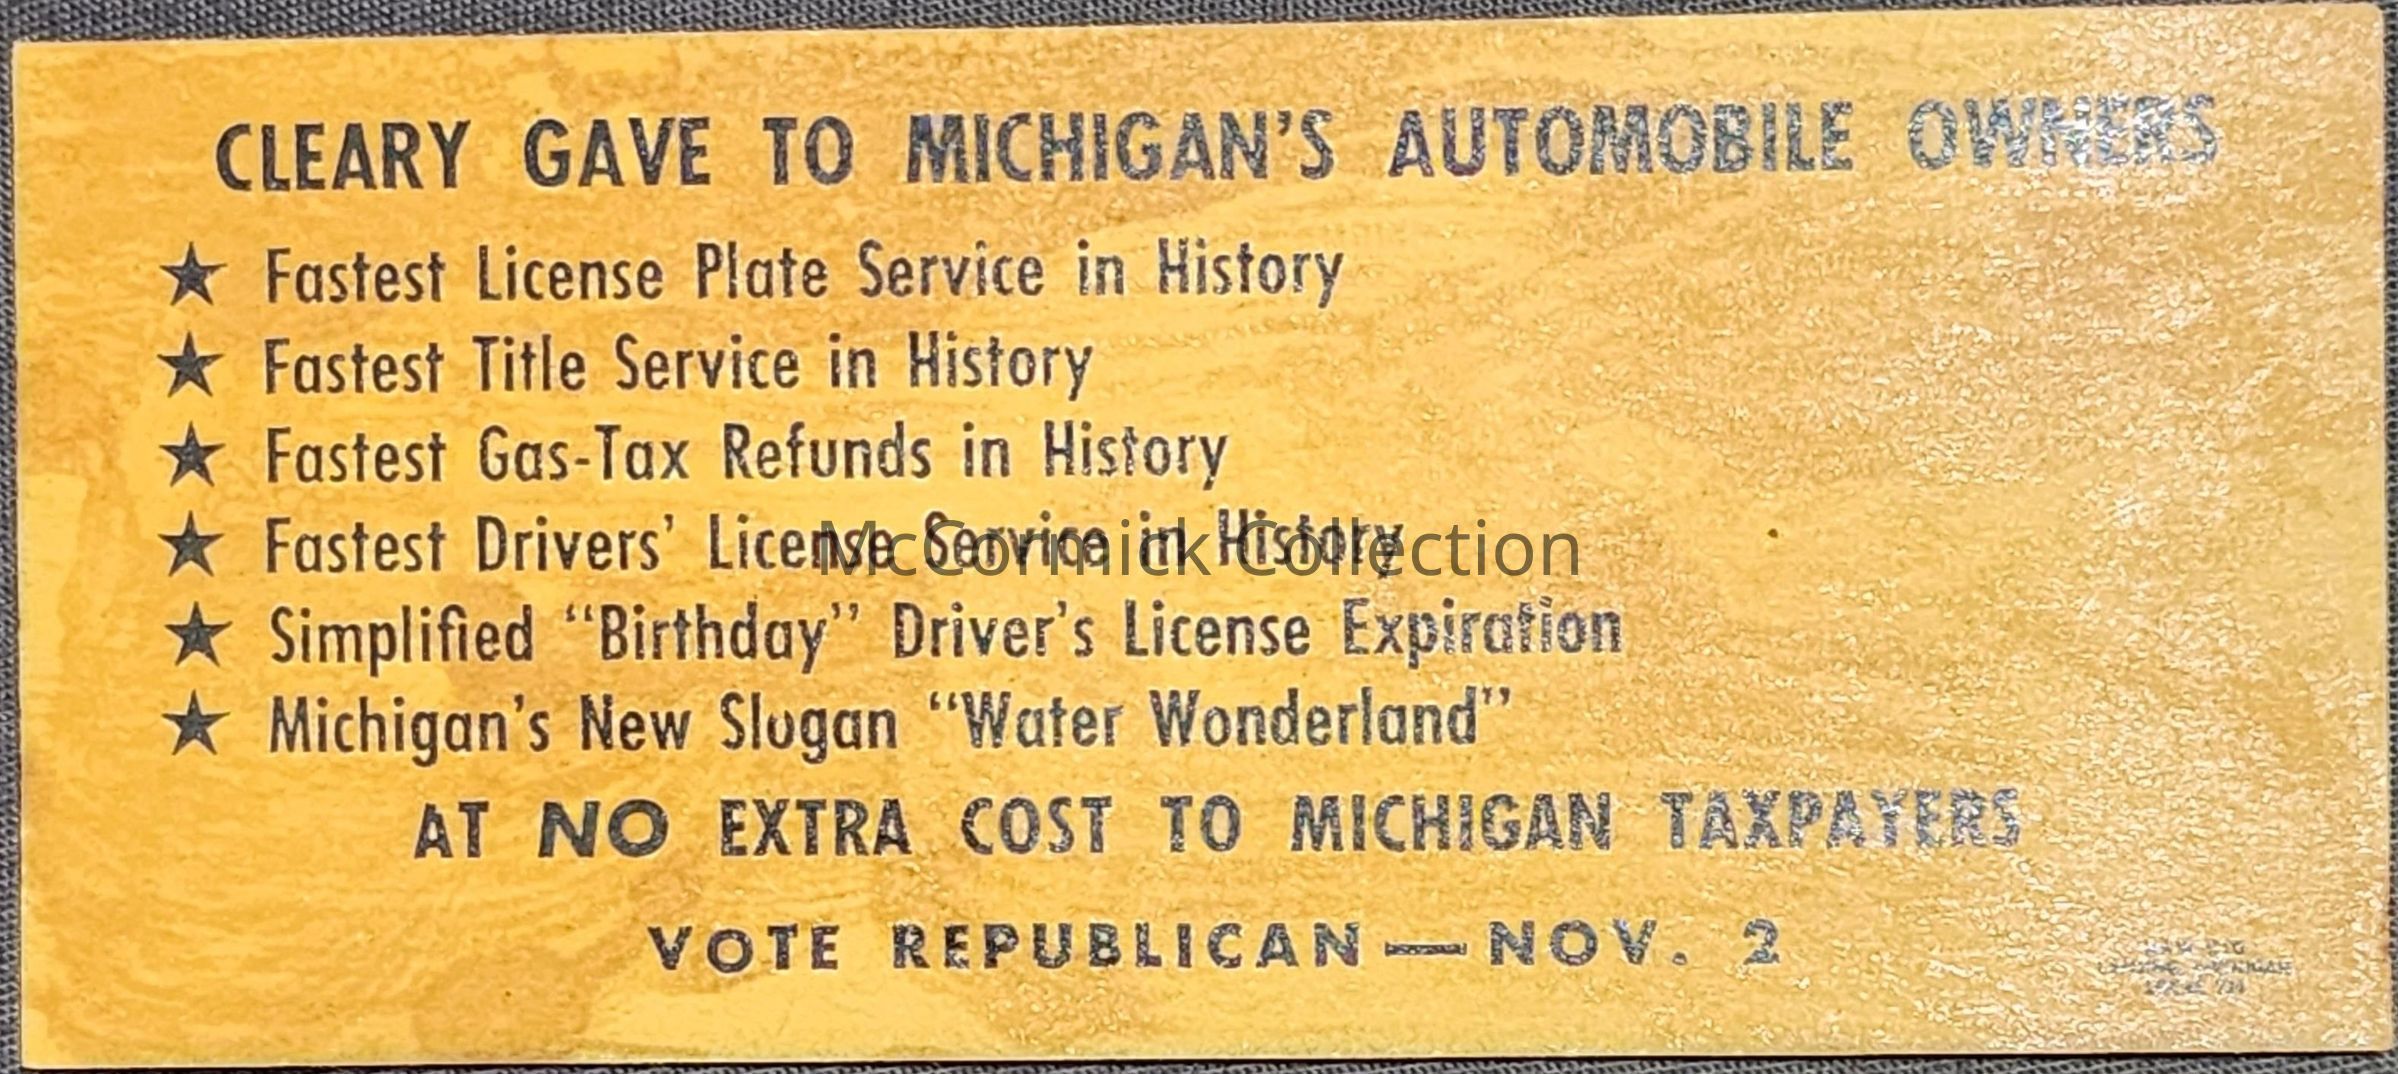 CLEARY GAVE TO MICHIGAN'S AUTOMOBILE OWNERS
★ Fastest License Plate Service in History
★ Fastest Title Service in History
★ Fastest Gas-Tax Refunds in History
★ Fastest Drivers' License Service in History
McCormick Collection
★ Simplified "Birthday" Driver's License Expiration
★ Michigan's New Slogan "Water Wonderland"
AT NO EXTRA COST TO MICHIGAN TAXPAYERS
VOTE REPUBLICAN—NOV. 2